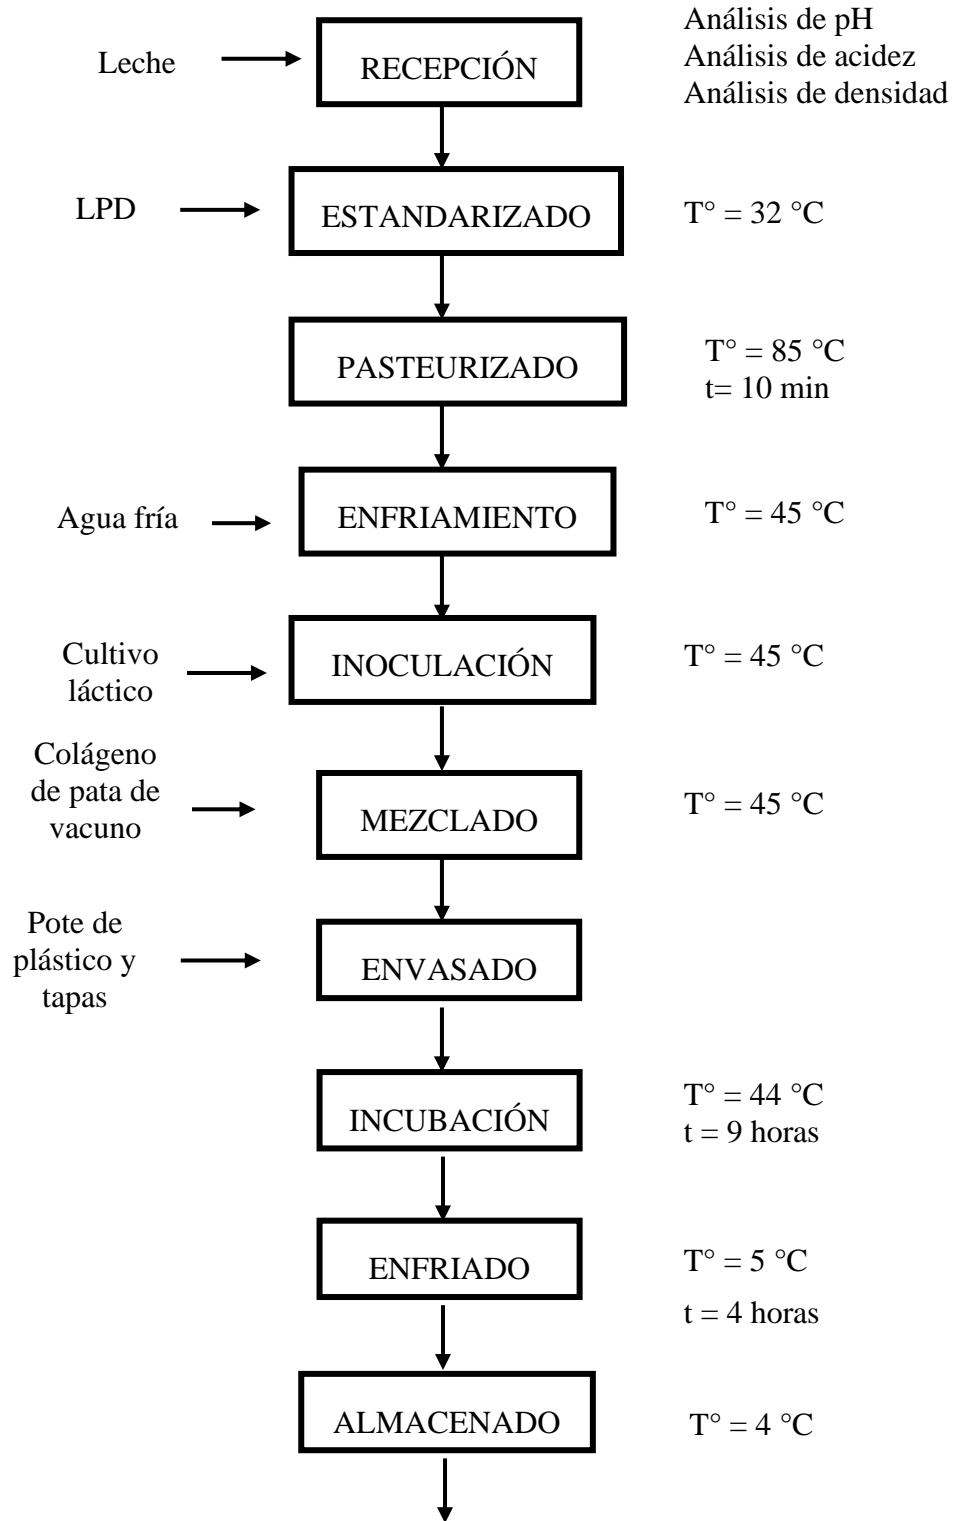 Leche
RECEPCIÓN
Análisis de pH
Análisis de acidez
Análisis de densidad
LPD
ESTANDARIZADO
T° = 32 °C
PASTEURIZADO
T° = 85 °C
t= 10 min
Agua fría
ENFRIAMIENTO
T° = 45 °C
Cultivo
láctico
INOCULACIÓN
T° = 45 °C
Colágeno
de pata de
vacuno
MEZCLADO
T° = 45 °C
Pote de
plástico y
tapas
ENVASADO
INCUBACIÓN
T° = 44 °C
t = 9 horas
ENFRIADO
T° = 5 °C
t = 4 horas
ALMACENADO
T° = 4 °C